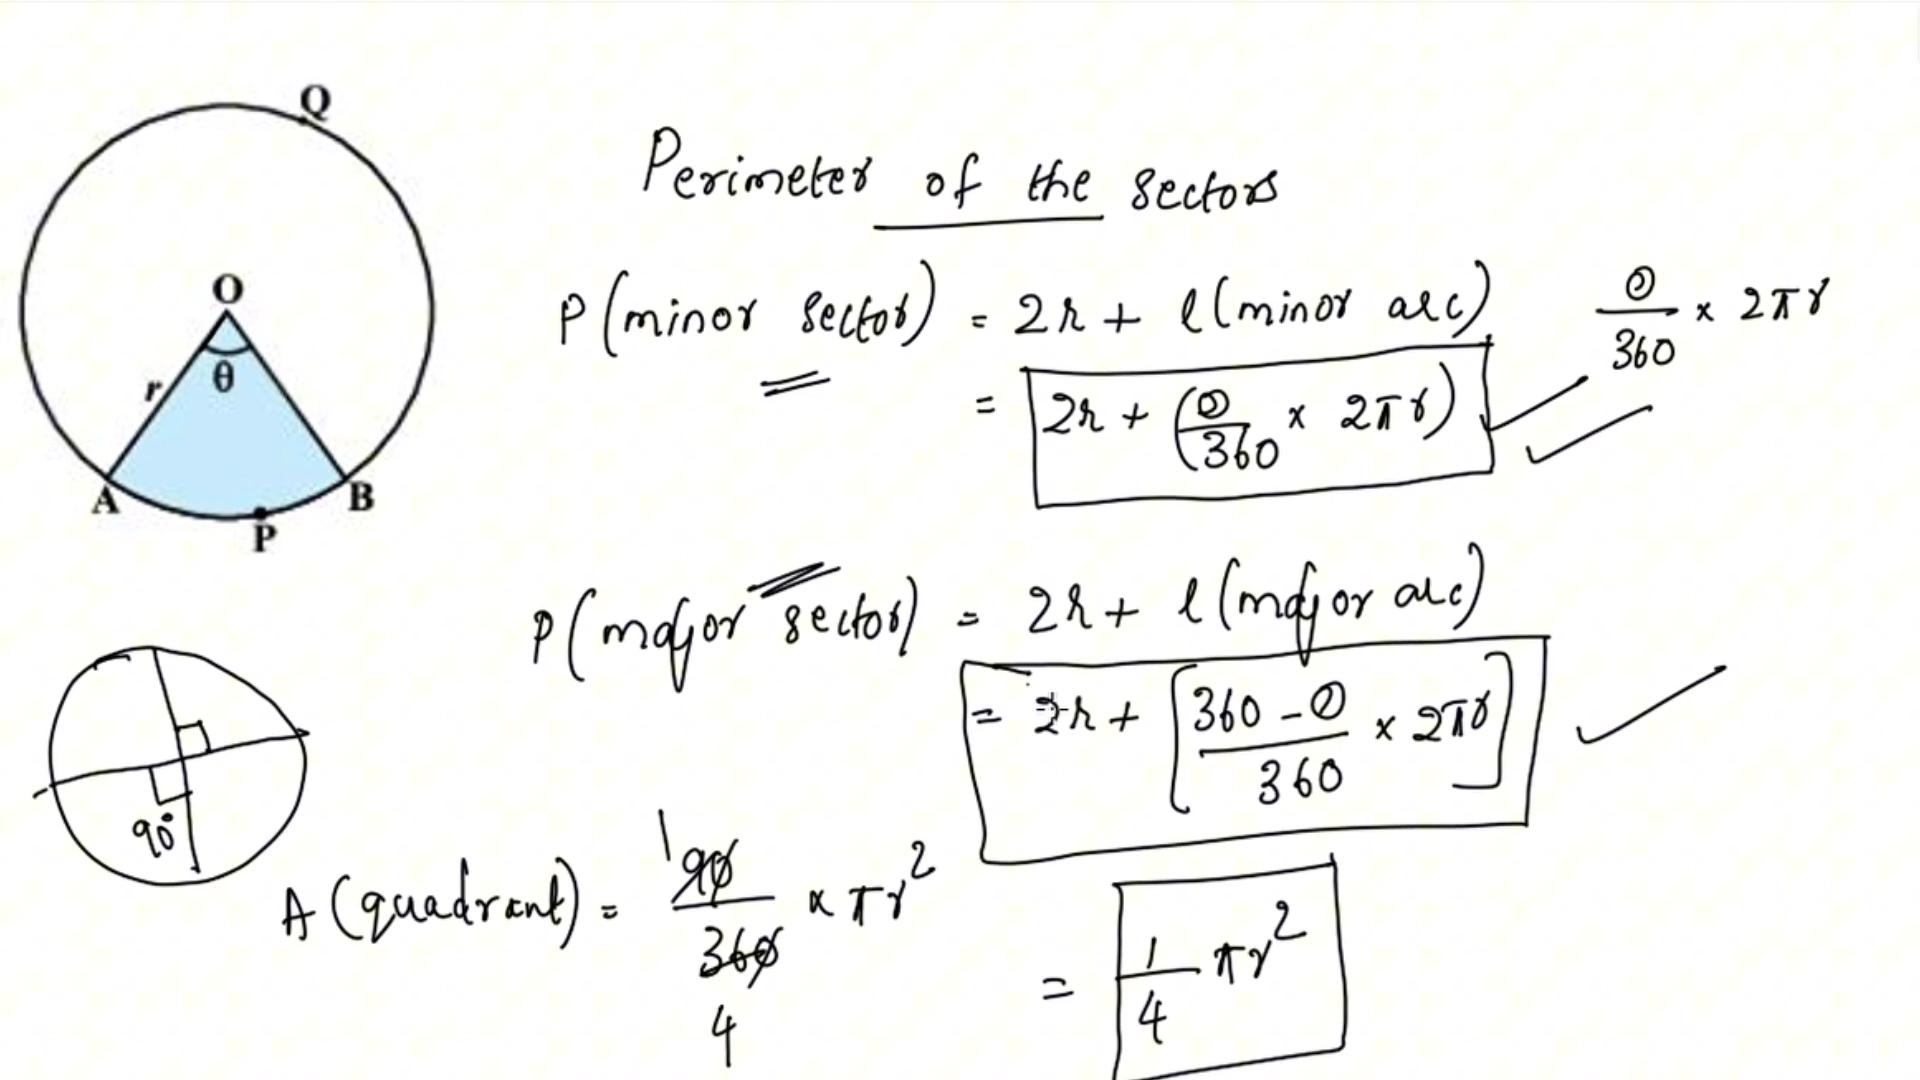 Q
Perimeter of the sectors
O
P(minor sector) = 2r + l(minor arc)
θ/360 × 2πr
θ
r
= 2r + (θ/360 × 2πr)
A
B
P
P(major sector) = 2r + l(major arc)
= 2r + [360 - θ/360 × 2πr]
90°
A(quadrant) = 1 90/360 4 × πr²
= 1/4 πr²